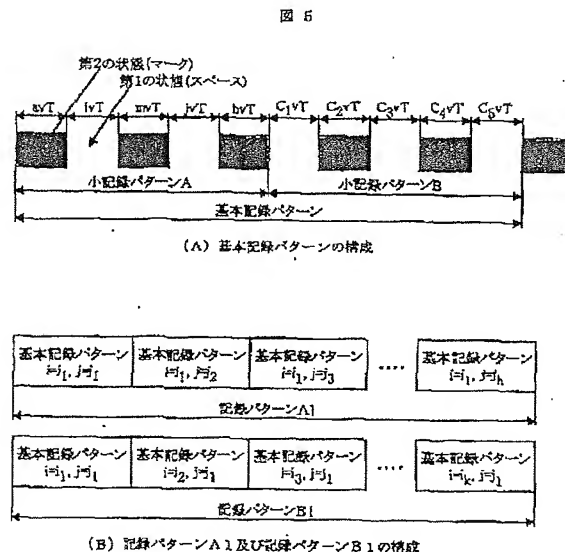 図 5
第2の状態(マーク)
第1の状態(スペース)
avT ivT mvT jvT bvT C₁vT C₂vT C₃vT C₄vT C₅vT
小記録パターンA 小記録パターンB
基本記録パターン
(A) 基本記録パターンの構成
基本記録パターン 基本記録パターン 基本記録パターン ・・・・ 基本記録パターン
i=i₁, j=j₁ i=i₁, j=j₂ i=i₁, j=j₃ i=i₁, j=jₕ
記録パターンA1
基本記録パターン 基本記録パターン 基本記録パターン ・・・・ 基本記録パターン
i=i₁, j=j₁ i=i₂, j=j₁ i=i₃, j=j₁ i=iₖ, j=j₁
記録パターンB1
(B) 記録パターンA1及び記録パターンB1の構成